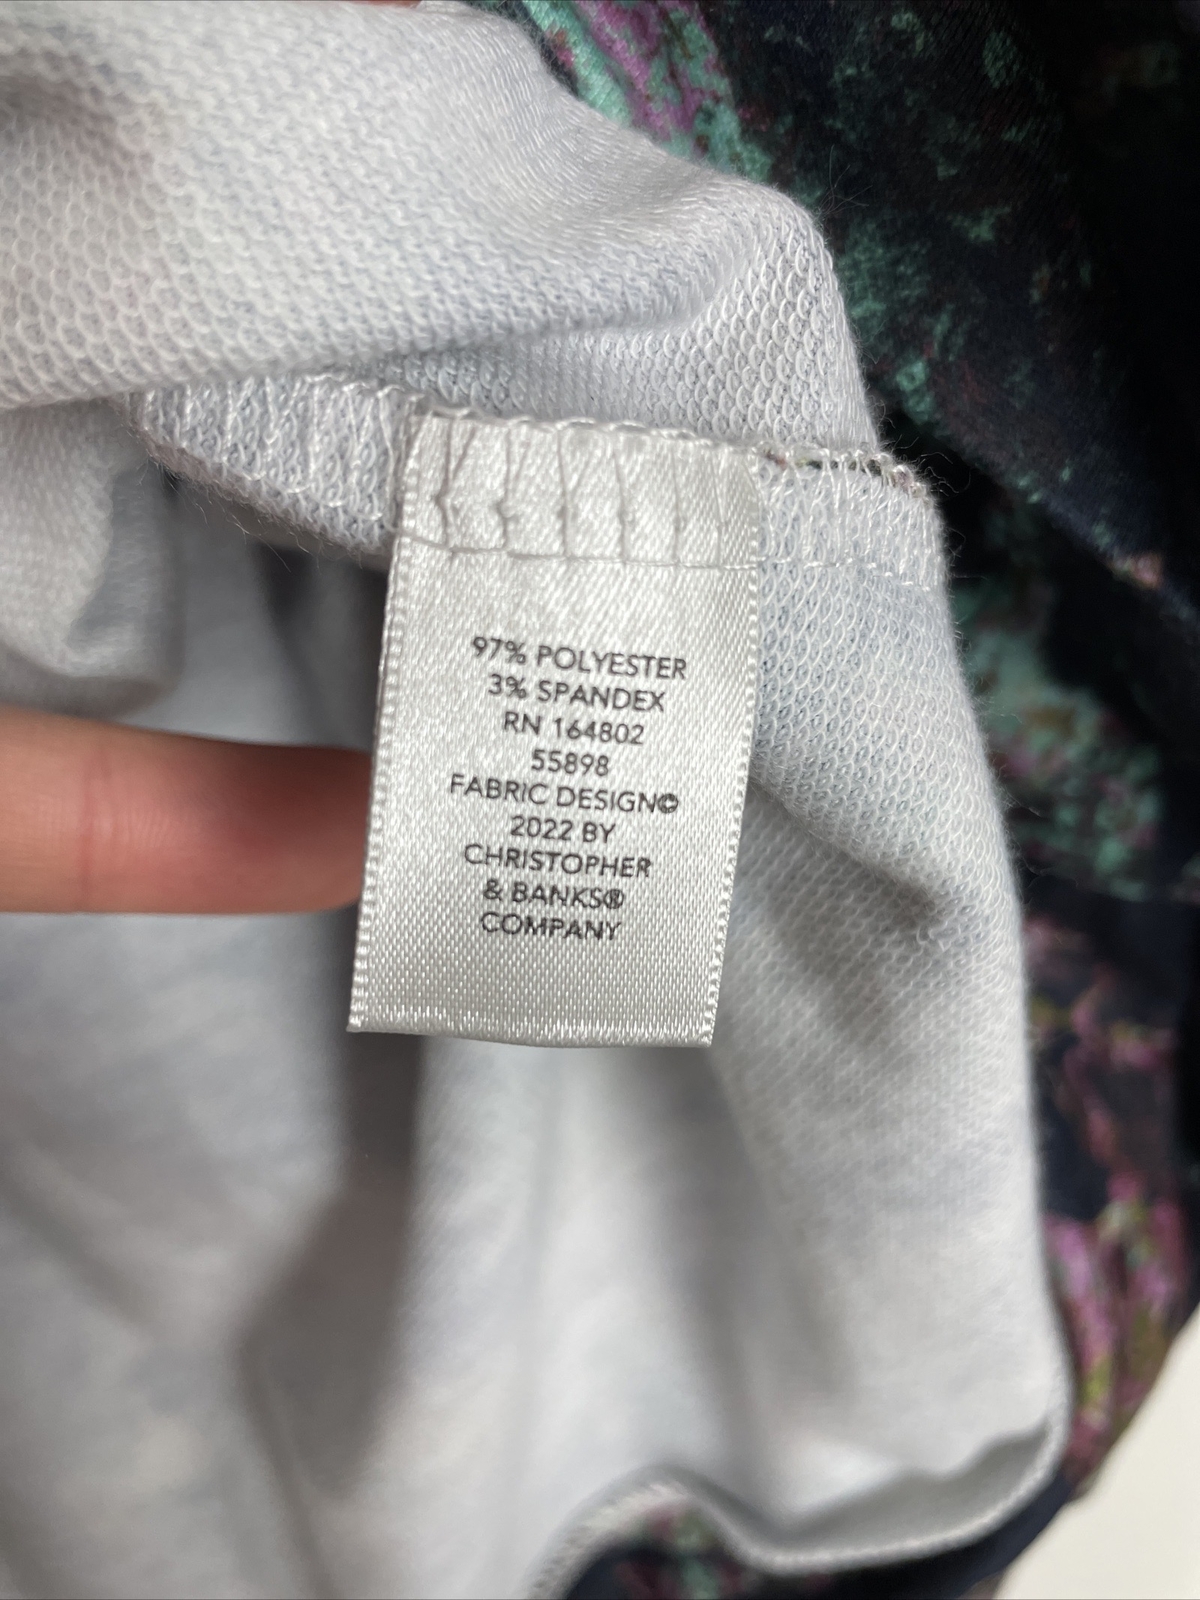 97% POLYESTER
3% SPANDEX
RN 164802
55898
FABRIC DESIGN©
2022 BY
CHRISTOPHER
& BANKS®
COMPANY